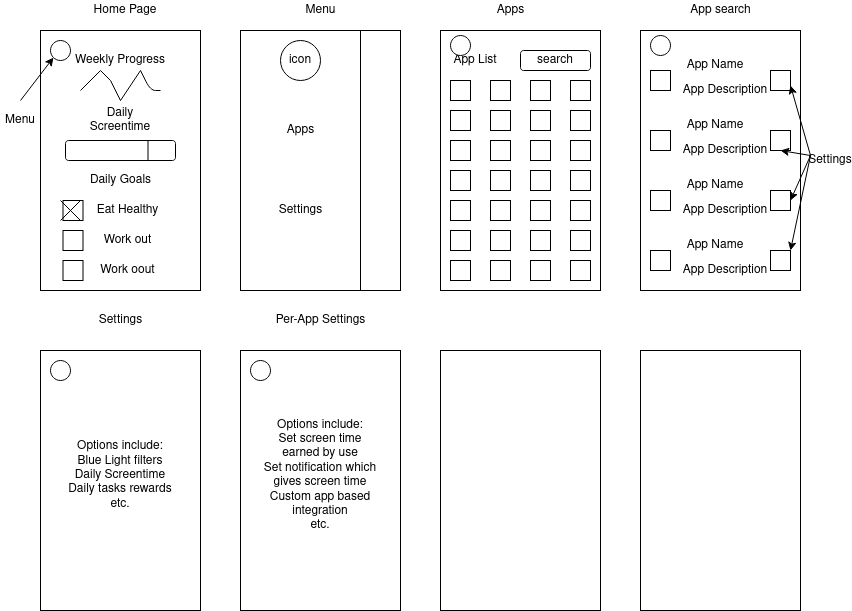 Home Page
Menu
Apps
App search
Weekly Progress
Menu
Daily
Screentime
Daily Goals
Eat Healthy
Work out
Work oout
icon
Apps
Settings
App List
search
App Name
App Description
App Name
App Description
App Name
App Description
App Name
App Description
Settings
Settings
Per-App Settings
Options include:
Blue Light filters
Daily Screentime
Daily tasks rewards
etc.
Options include:
Set screen time
earned by use
Set notification which
gives screen time
Custom app based
integration
etc.